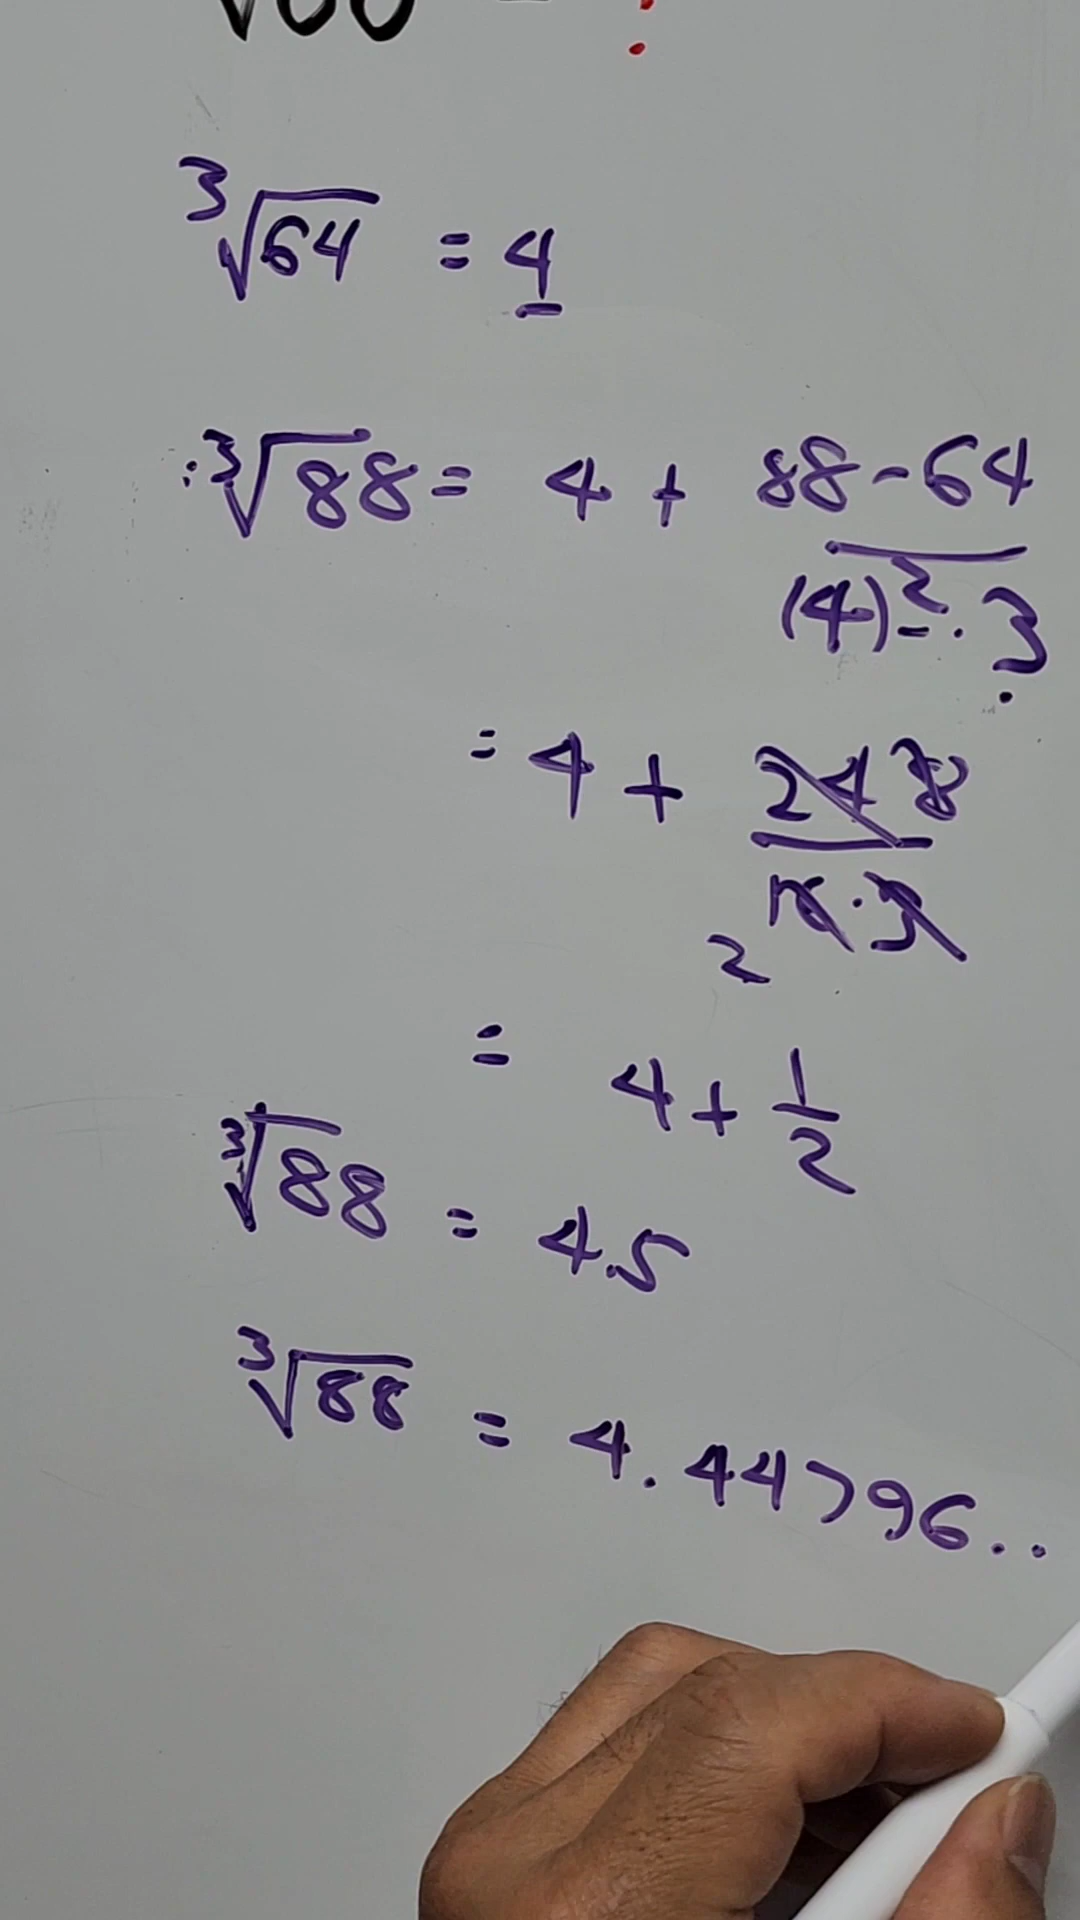 ∛64 = 4
∴ ∛88 = 4 + (88-64)/((4)²·3)
= 4 + 24 8/(16·3) 2
= 4 + 1/2
∛88 = 4.5
∛88 = 4.44796..